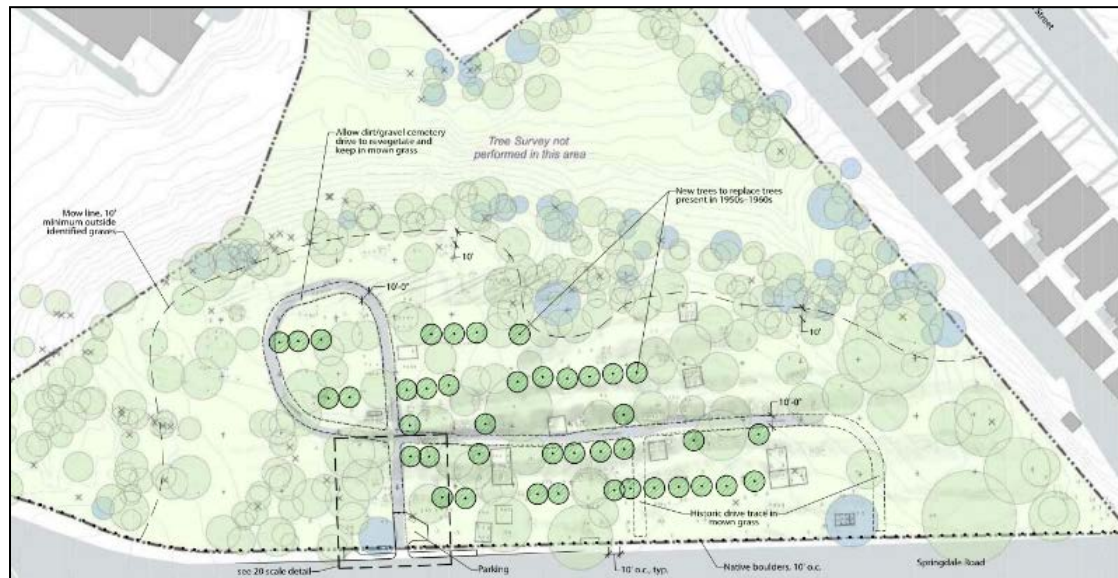 Street
Allow dirt/gravel cemetery
drive to revegetate and
keep in mown grass
Tree Survey not
performed in this area
New trees to replace trees
present in 1950s-1960s
Mow line, 10'
minimum outside
identified graves
10'
10'-0"
10'
10'-0"
Historic drive trace in
mown grass
see 20 scale detail
Parking
10' o.c., typ.
Native boulders, 10' o.c.
Springdale Road